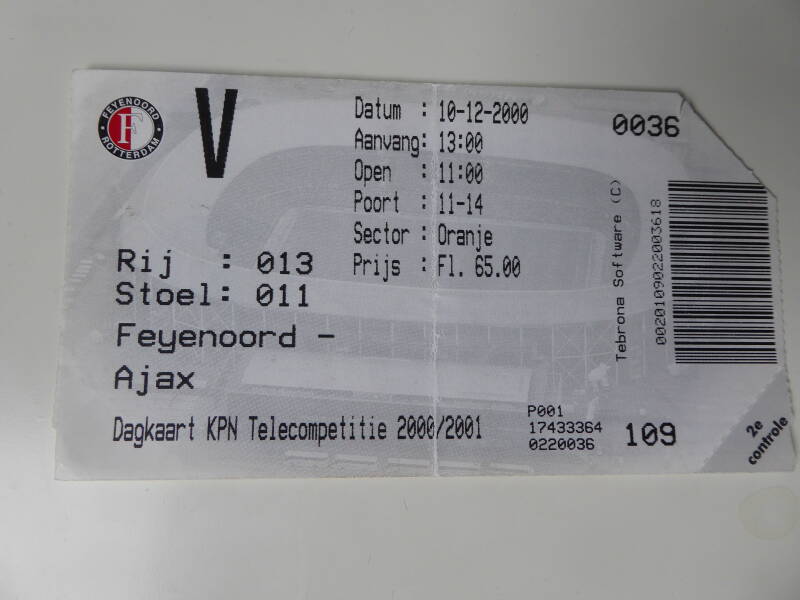 FEYENOORD
F
ROTTERDAM
V
Datum : 10-12-2000
Aanvang: 13:00
Open : 11:00
Poort : 11-14
Sector : Oranje
Prijs : Fl. 65.00
0036
Rij : 013
Stoel: 011
Feyenoord -
Ajax
Dagkaart KPN Telecompetitie 2000/2001
P001
17433364
0220036
109
Tebrona Software (C)
0020109022003618
2e
controle